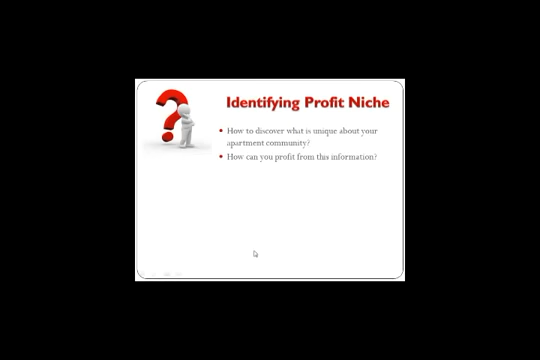 Identifying Profit Niche
• How to discover what is unique about your
apartment community?
• How can you profit from this information?